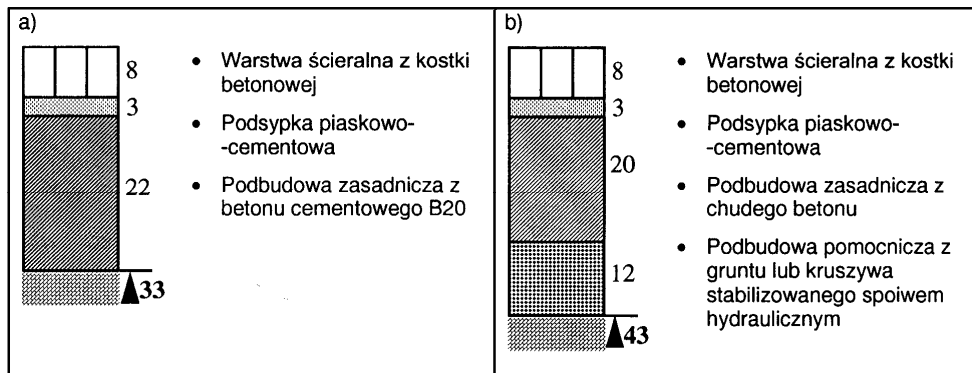 a)
8
3
22
33
• Warstwa ścieralna z kostki
betonowej
• Podsypka piaskowo-
-cementowa
• Podbudowa zasadnicza z
betonu cementowego B20
b)
8
3
20
12
43
• Warstwa ścieralna z kostki
betonowej
• Podsypka piaskowo-
-cementowa
• Podbudowa zasadnicza z
chudego betonu
• Podbudowa pomocnicza z
gruntu lub kruszywa
stabilizowanego spoiwem
hydraulicznym